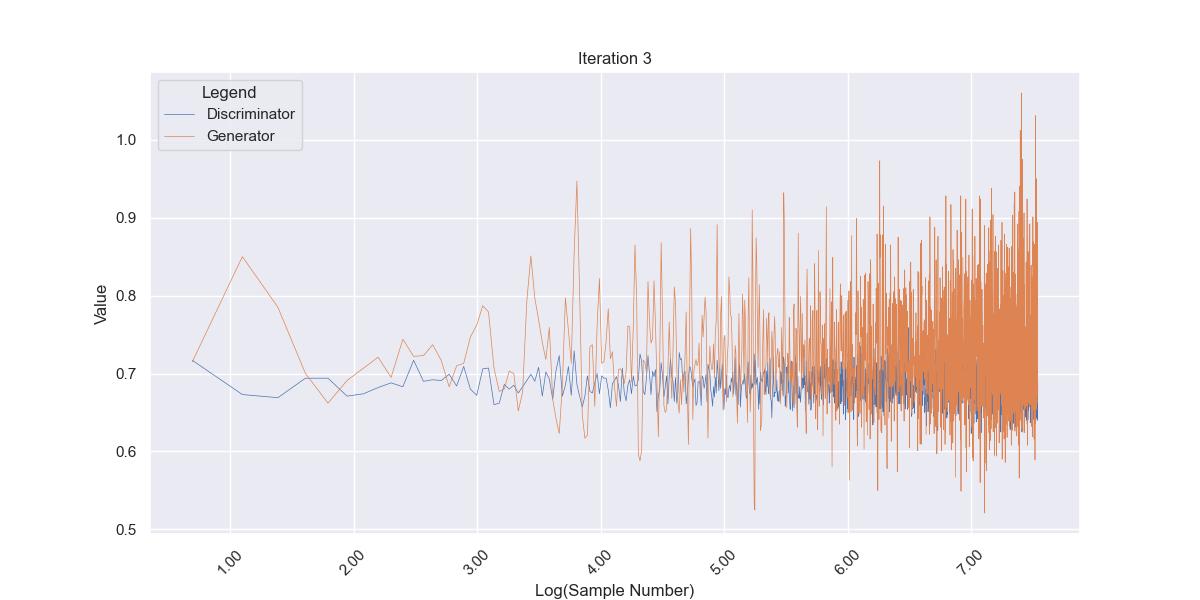 Iteration 3
Legend
Discriminator
Generator
Value
1.0
0.9
0.8
0.7
0.6
0.5
1.00 2.00 3.00 4.00 5.00 6.00 7.00
Log(Sample Number)